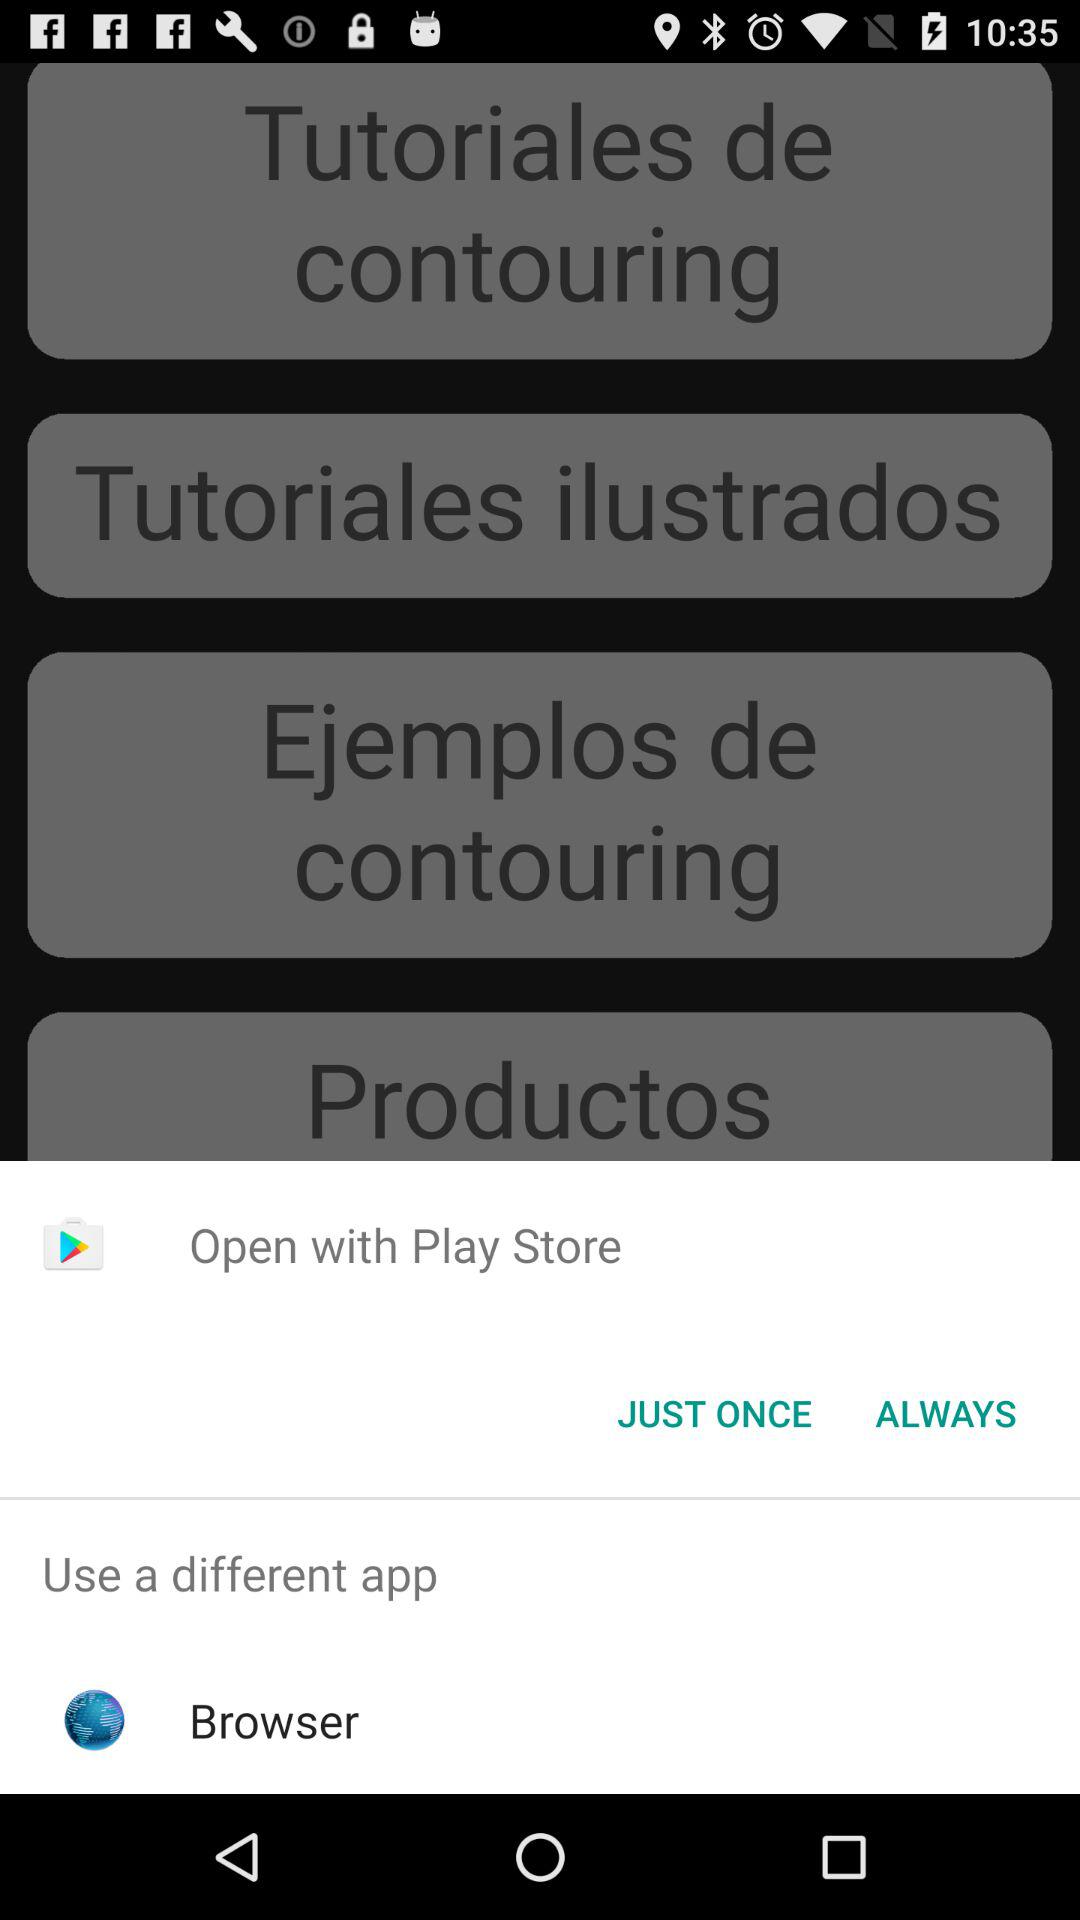 10:35
Tutoriales de
contouring
Tutoriales ilustrados
Ejemplos de
contouring
Productos
Open with Play Store
JUST ONCE ALWAYS
Use a different app
Browser